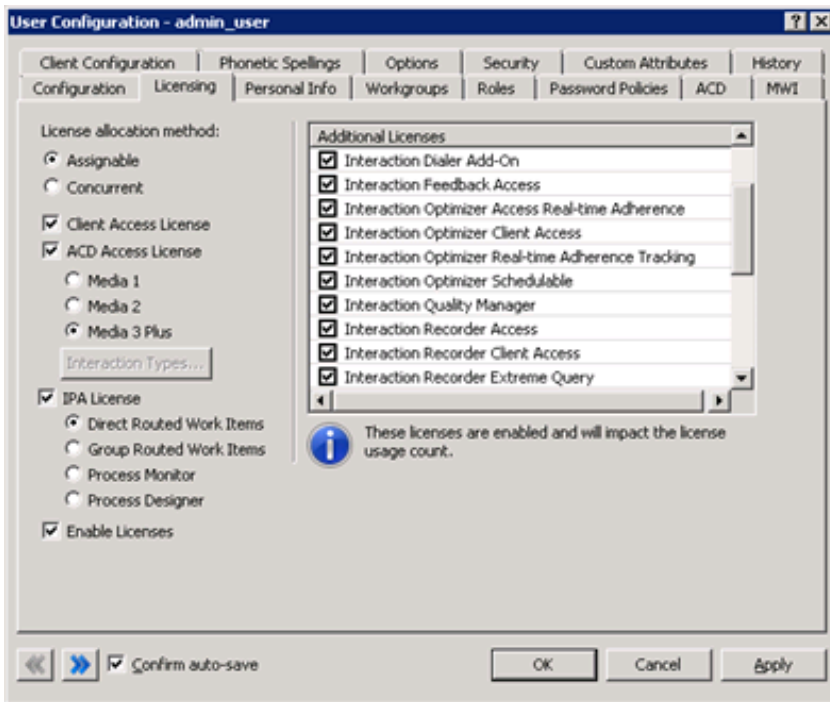 User Configuration - admin_user
Client Configuration Phonetic Spellings Options Security Custom Attributes History
Configuration Licensing Personal Info Workgroups Roles Password Policies ACD MWI
License allocation method:
Assignable
Concurrent
Client Access License
ACD Access License
Media 1
Media 2
Media 3 Plus
Interaction Types...
IPA License
Direct Routed Work Items
Group Routed Work Items
Process Monitor
Process Designer
Enable Licenses
Additional Licenses
Interaction Dialer Add-On
Interaction Feedback Access
Interaction Optimizer Access Real-time Adherence
Interaction Optimizer Client Access
Interaction Optimizer Real-time Adherence Tracking
Interaction Optimizer Schedulable
Interaction Quality Manager
Interaction Recorder Access
Interaction Recorder Client Access
Interaction Recorder Extreme Query
These licenses are enabled and will impact the license
usage count.
Confirm auto-save OK Cancel Apply